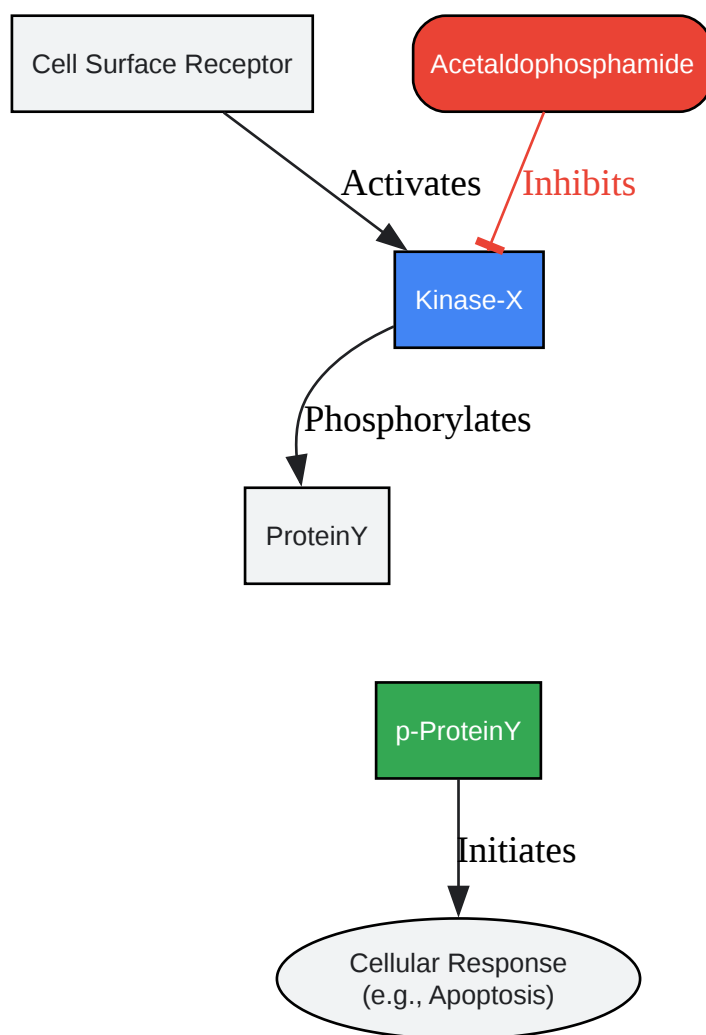 Cell Surface Receptor
Acetaldophosphamide
Activates
Inhibits
Kinase-X
Phosphorylates
ProteinY
p-ProteinY
Initiates
Cellular Response
(e.g., Apoptosis)